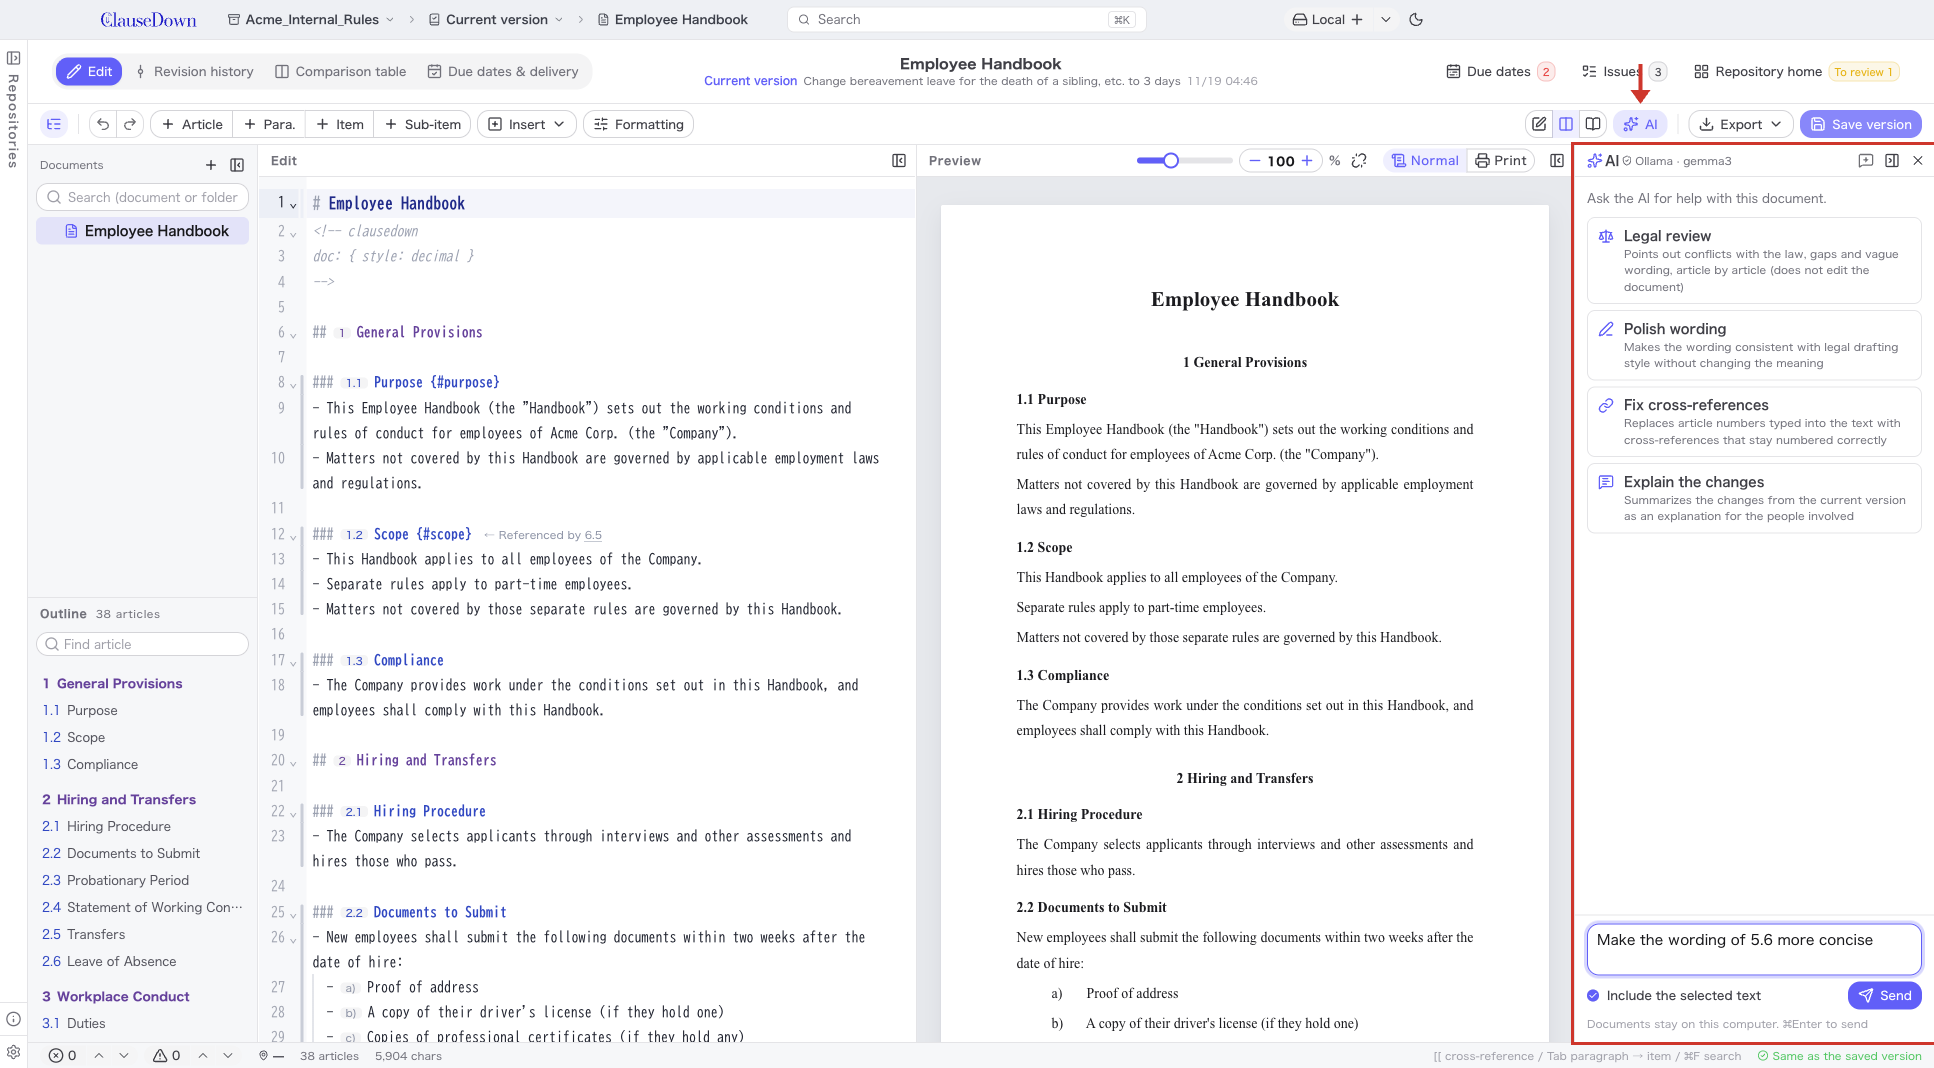 ClauseDown
Acme_Internal_Rules
Current version
Employee Handbook
Search
⌘K
Local
Edit
Revision history
Comparison table
Due dates & delivery
Employee Handbook
Current version Change bereavement leave for the death of a sibling, etc. to 3 days 11/19 04:46
Due dates 2
Issues 3
Repository home To review 1
Repositories
+ Article
+ Para.
+ Item
+ Sub-item
Insert
Formatting
AI
Export
Save version
Documents
Search (document or folder
Employee Handbook
Outline 38 articles
Find article
1 General Provisions
1.1 Purpose
1.2 Scope
1.3 Compliance
2 Hiring and Transfers
2.1 Hiring Procedure
2.2 Documents to Submit
2.3 Probationary Period
2.4 Statement of Working Con···
2.5 Transfers
2.6 Leave of Absence
3 Workplace Conduct
3.1 Duties
Edit
1 # Employee Handbook
2 <!-- clausedown
3 doc: { style: decimal }
4 -->
5
6 ## 1 General Provisions
7
8 ### 1.1 Purpose {#purpose}
9 - This Employee Handbook (the "Handbook") sets out the working conditions and
rules of conduct for employees of Acme Corp. (the "Company").
10 - Matters not covered by this Handbook are governed by applicable employment laws
and regulations.
11
12 ### 1.2 Scope {#scope} ← Referenced by 6.5
13 - This Handbook applies to all employees of the Company.
14 - Separate rules apply to part-time employees.
15 - Matters not covered by those separate rules are governed by this Handbook.
16
17 ### 1.3 Compliance
18 - The Company provides work under the conditions set out in this Handbook, and
employees shall comply with this Handbook.
19
20 ## 2 Hiring and Transfers
21
22 ### 2.1 Hiring Procedure
23 - The Company selects applicants through interviews and other assessments and
hires those who pass.
24
25 ### 2.2 Documents to Submit
26 - New employees shall submit the following documents within two weeks after the
date of hire:
27 - a) Proof of address
28 - b) A copy of their driver's license (if they hold one)
29 - c) Copies of professional certificates (if they hold any)
Preview
− 100 + %
Normal
Print
Employee Handbook
1 General Provisions
1.1 Purpose
This Employee Handbook (the "Handbook") sets out the working conditions and
rules of conduct for employees of Acme Corp. (the "Company").
Matters not covered by this Handbook are governed by applicable employment
laws and regulations.
1.2 Scope
This Handbook applies to all employees of the Company.
Separate rules apply to part-time employees.
Matters not covered by those separate rules are governed by this Handbook.
1.3 Compliance
The Company provides work under the conditions set out in this Handbook, and
employees shall comply with this Handbook.
2 Hiring and Transfers
2.1 Hiring Procedure
The Company selects applicants through interviews and other assessments and
hires those who pass.
2.2 Documents to Submit
New employees shall submit the following documents within two weeks after the
date of hire:
a) Proof of address
b) A copy of their driver's license (if they hold one)
AI Ollama · gemma3
Ask the AI for help with this document.
Legal review
Points out conflicts with the law, gaps and vague
wording, article by article (does not edit the
document)
Polish wording
Makes the wording consistent with legal drafting
style without changing the meaning
Fix cross-references
Replaces article numbers typed into the text with
cross-references that stay numbered correctly
Explain the changes
Summarizes the changes from the current version
as an explanation for the people involved
Make the wording of 5.6 more concise
Include the selected text
Send
Documents stay on this computer. ⌘Enter to send
0
0
—
38 articles
5,904 chars
[[ cross-reference / Tab paragraph → item / ⌘F search
Same as the saved version